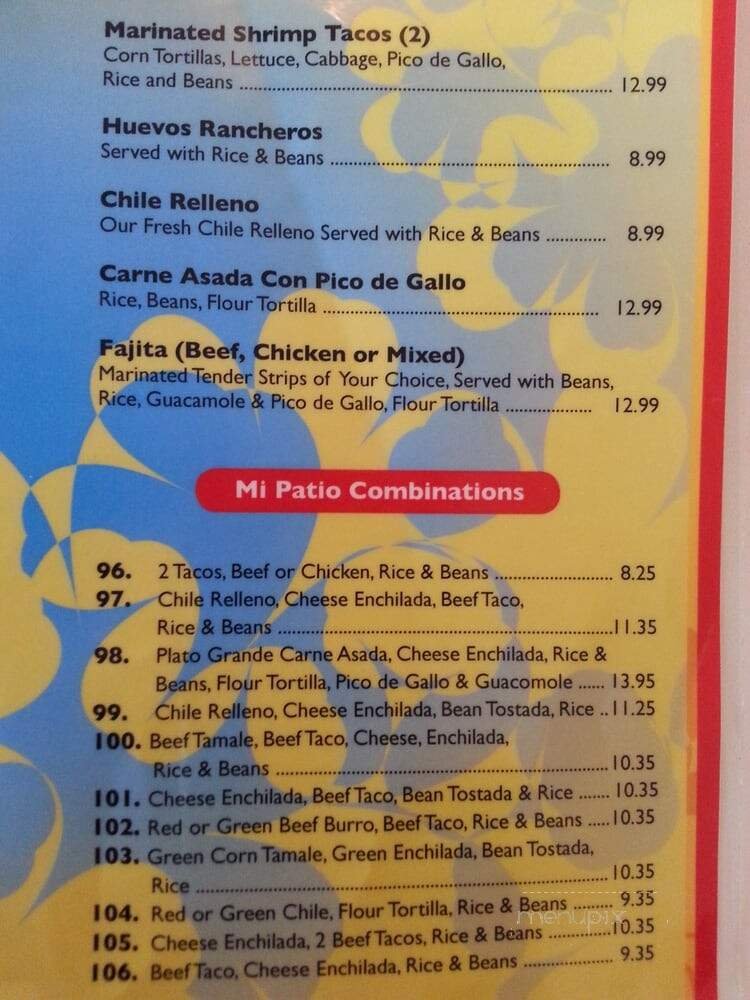 Marinated Shrimp Tacos (2)
Corn Tortillas, Lettuce, Cabbage, Pico de Gallo,
Rice and Beans ................................................................ 12.99
Huevos Rancheros
Served with Rice & Beans ................................................ 8.99
Chile Relleno
Our Fresh Chile Relleno Served with Rice & Beans ............. 8.99
Carne Asada Con Pico de Gallo
Rice, Beans, Flour Tortilla ................................................ 12.99
Fajita (Beef, Chicken or Mixed)
Marinated Tender Strips of Your Choice, Served with Beans,
Rice, Guacamole & Pico de Gallo, Flour Tortilla .................. 12.99
Mi Patio Combinations
96. 2 Tacos, Beef or Chicken, Rice & Beans ........................ 8.25
97. Chile Relleno, Cheese Enchilada, Beef Taco,
Rice & Beans .................................................................11.35
98. Plato Grande Carne Asada, Cheese Enchilada, Rice &
Beans, Flour Tortilla, Pico de Gallo & Guacomole ...... 13.95
99. Chile Relleno, Cheese Enchilada, Bean Tostada, Rice ..11.25
100. Beef Tamale, Beef Taco, Cheese, Enchilada,
Rice & Beans ................................................................10.35
101. Cheese Enchilada, Beef Taco, Bean Tostada & Rice .......10.35
102. Red or Green Beef Burro, Beef Taco, Rice & Beans .....10.35
103. Green Corn Tamale, Green Enchilada, Bean Tostada,
Rice ..............................................................................10.35
104. Red or Green Chile, Flour Tortilla, Rice & Beans ......... 9.35
105. Cheese Enchilada, 2 Beef Tacos, Rice & Beans .............10.35
106. Beef Taco, Cheese Enchilada, Rice & Beans ................. 9.35
menupix